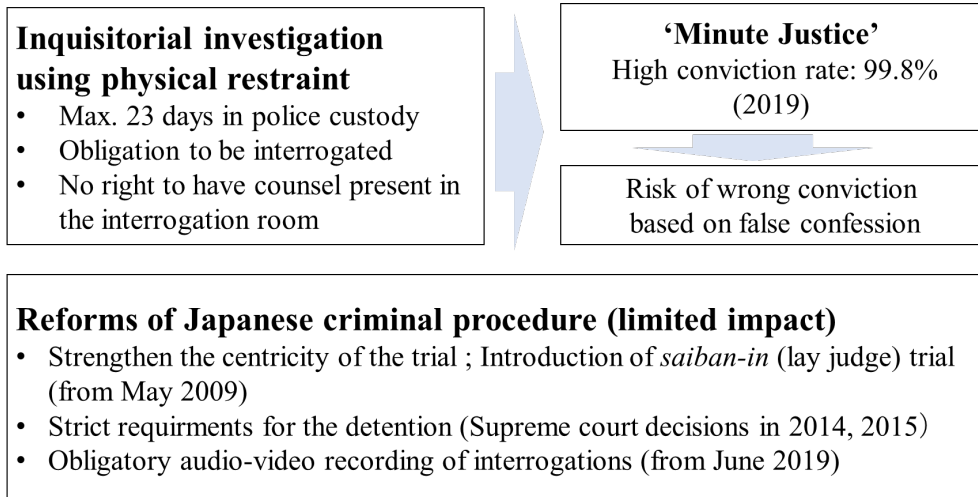 Inquisitorial investigation
using physical restraint
• Max. 23 days in police custody
• Obligation to be interrogated
• No right to have counsel present in
the interrogation room
‘Minute Justice’
High conviction rate: 99.8%
(2019)
Risk of wrong conviction
based on false confession
Reforms of Japanese criminal procedure (limited impact)
• Strengthen the centricity of the trial ; Introduction of saiban-in (lay judge) trial
(from May 2009)
• Strict requirments for the detention (Supreme court decisions in 2014, 2015）
• Obligatory audio-video recording of interrogations (from June 2019)